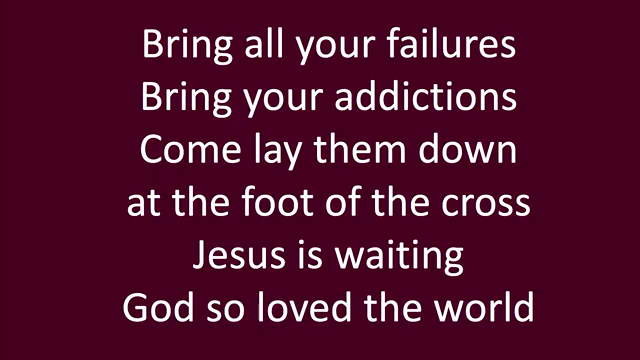 Bring all your failures
Bring your addictions
Come lay them down
at the foot of the cross
Jesus is waiting
God so loved the world